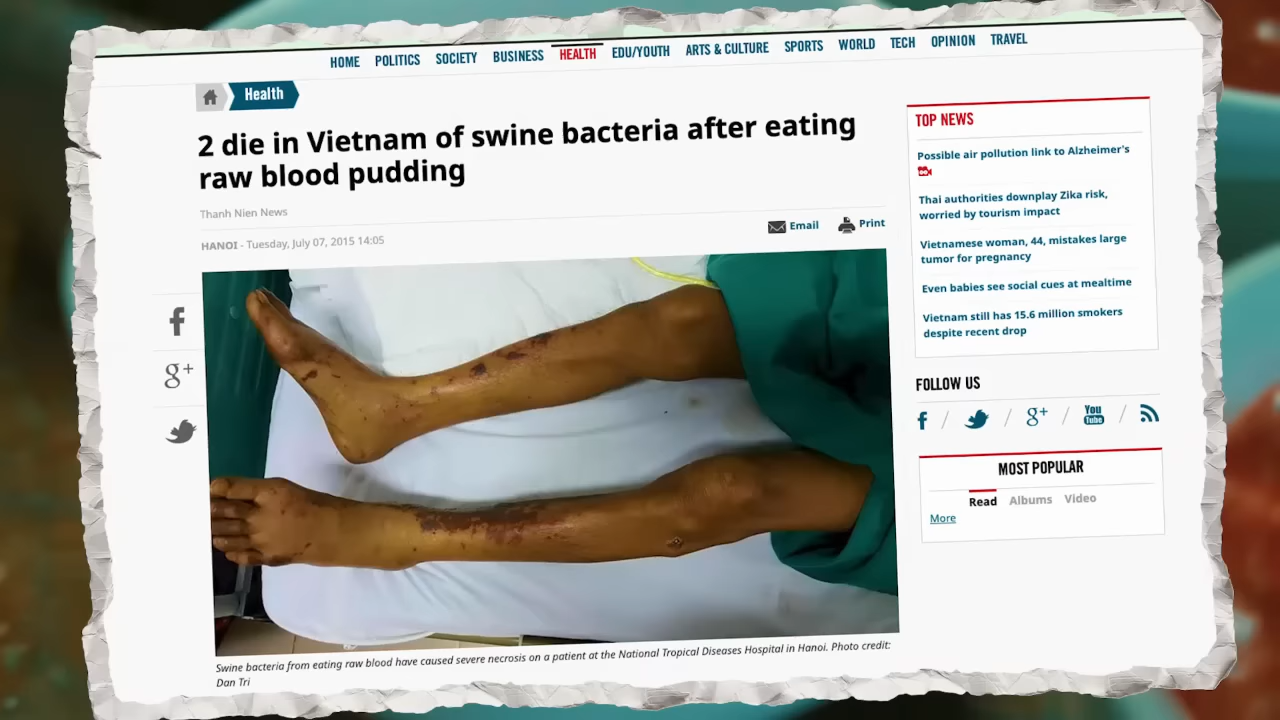 HOME POLITICS SOCIETY BUSINESS HEALTH EDU/YOUTH ARTS & CULTURE SPORTS WORLD TECH OPINION TRAVEL
Health
2 die in Vietnam of swine bacteria after eating
raw blood pudding
Thanh Nien News
HANOI - Tuesday, July 07, 2015 14:05
Email Print
f
g+
Swine bacteria from eating raw blood have caused severe necrosis on a patient at the National Tropical Diseases Hospital in Hanoi. Photo credit:
Dan Tri
TOP NEWS
Possible air pollution link to Alzheimer's
Thai authorities downplay Zika risk,
worried by tourism impact
Vietnamese woman, 44, mistakes large
tumor for pregnancy
Even babies see social cues at mealtime
Vietnam still has 15.6 million smokers
despite recent drop
FOLLOW US
f / / g+ / You Tube /
MOST POPULAR
Read Albums Video
More